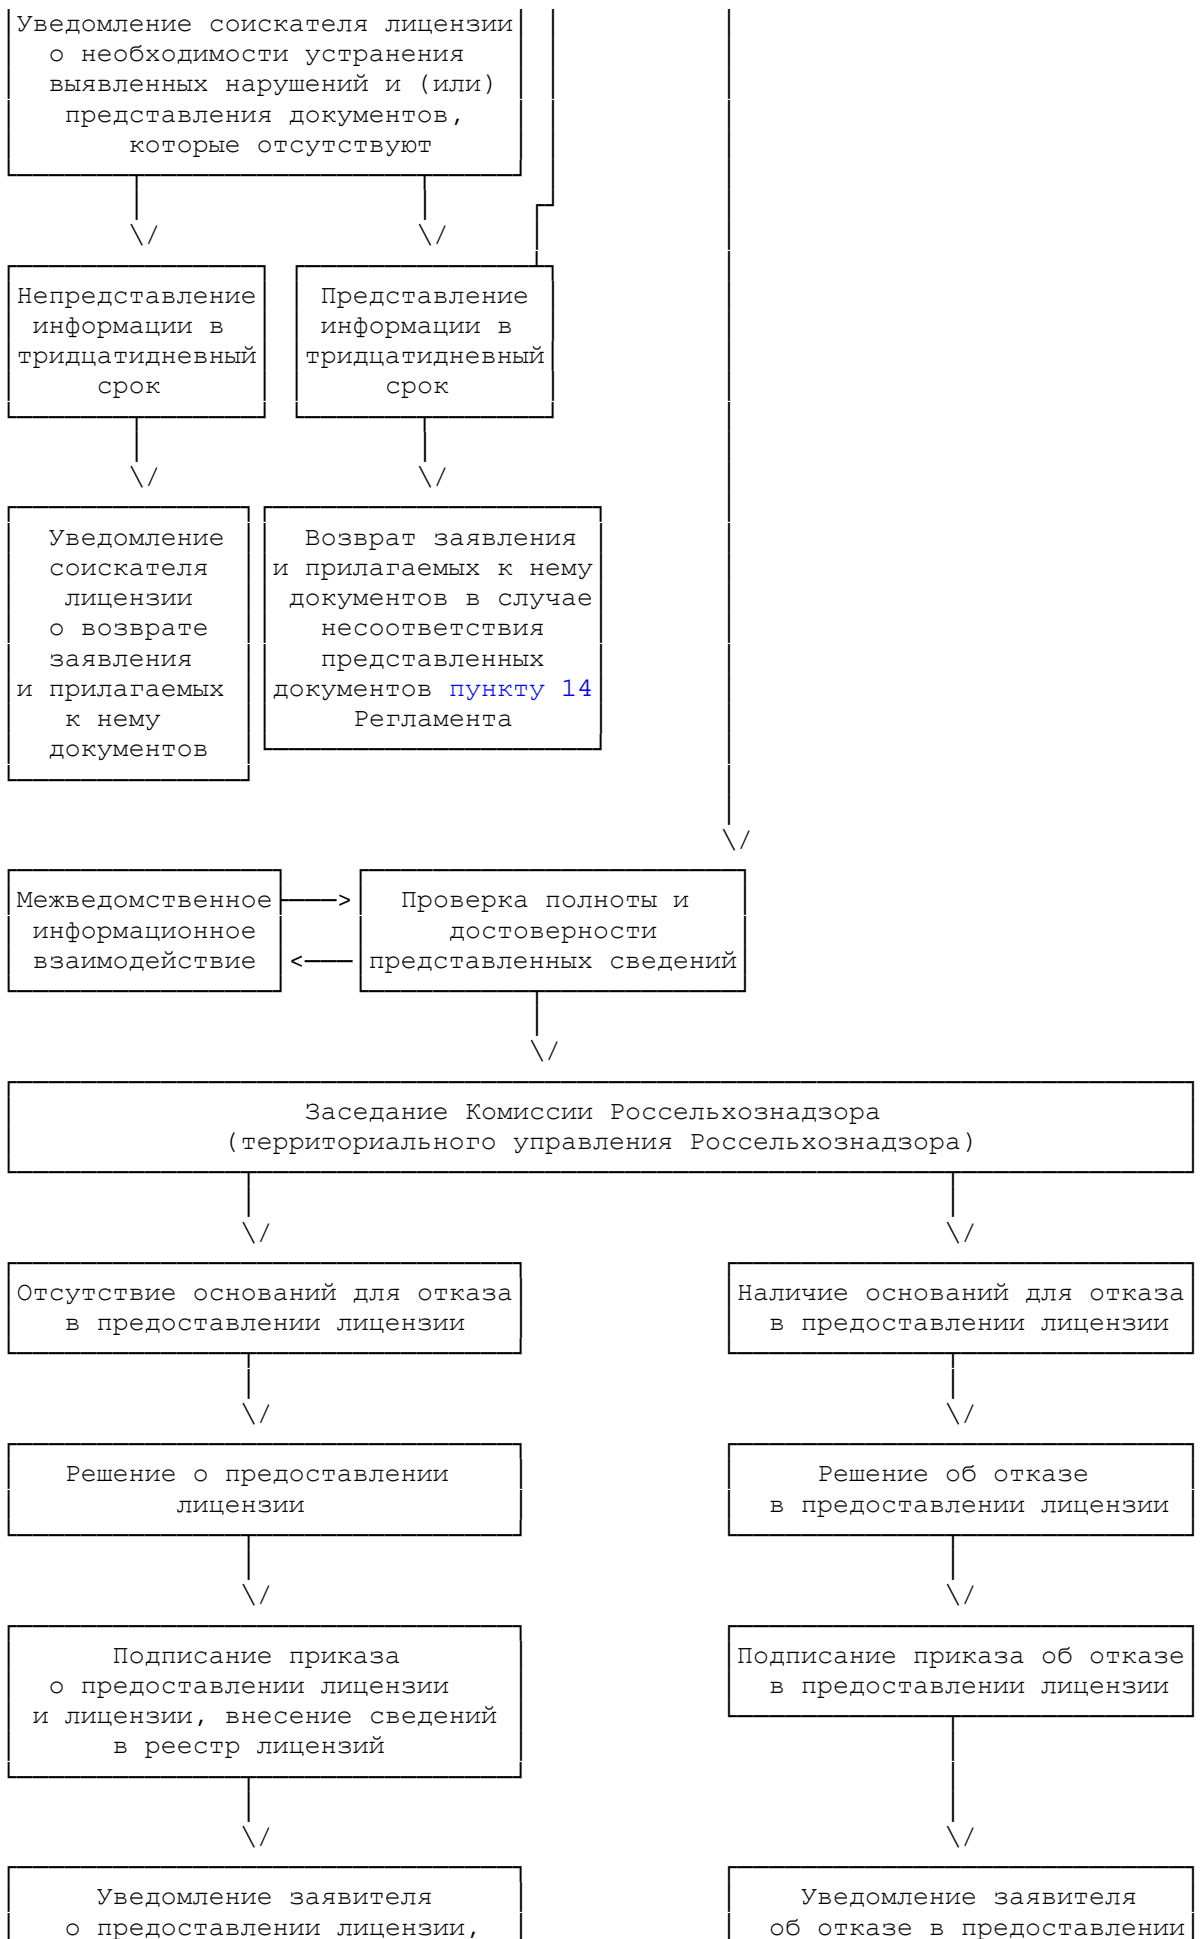 Уведомление соискателя лицензии
о необходимости устранения
выявленных нарушений и (или)
представления документов,
которые отсутствуют
Непредставление
информации в
тридцатидневный
срок
Представление
информации в
тридцатидневный
срок
Уведомление
соискателя
лицензии
о возврате
заявления
и прилагаемых
к нему
документов
Возврат заявления
и прилагаемых к нему
документов в случае
несоответствия
представленных
документов пункту 14
Регламента
Межведомственное
информационное
взаимодействие
Проверка полноты и
достоверности
представленных сведений
Заседание Комиссии Россельхознадзора
(территориального управления Россельхознадзора)
Отсутствие оснований для отказа
в предоставлении лицензии
Наличие оснований для отказа
в предоставлении лицензии
Решение о предоставлении
лицензии
Решение об отказе
в предоставлении лицензии
Подписание приказа
о предоставлении лицензии
и лицензии, внесение сведений
в реестр лицензий
Подписание приказа об отказе
в предоставлении лицензии
Уведомление заявителя
о предоставлении лицензии,
Уведомление заявителя
об отказе в предоставлении